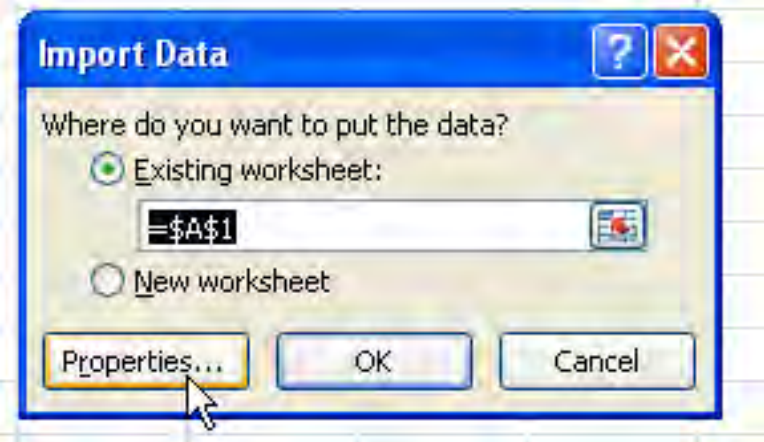 Import Data
?
Where do you want to put the data?
Existing worksheet:
=$A$1
New worksheet
Properties... OK Cancel